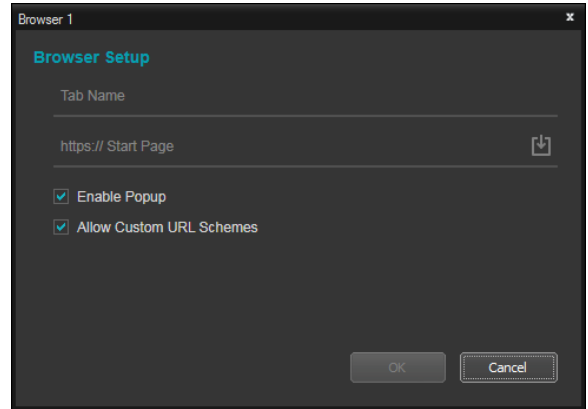 Browser 1
x
Browser Setup
Tab Name
https:// Start Page
Enable Popup
Allow Custom URL Schemes
OK
Cancel